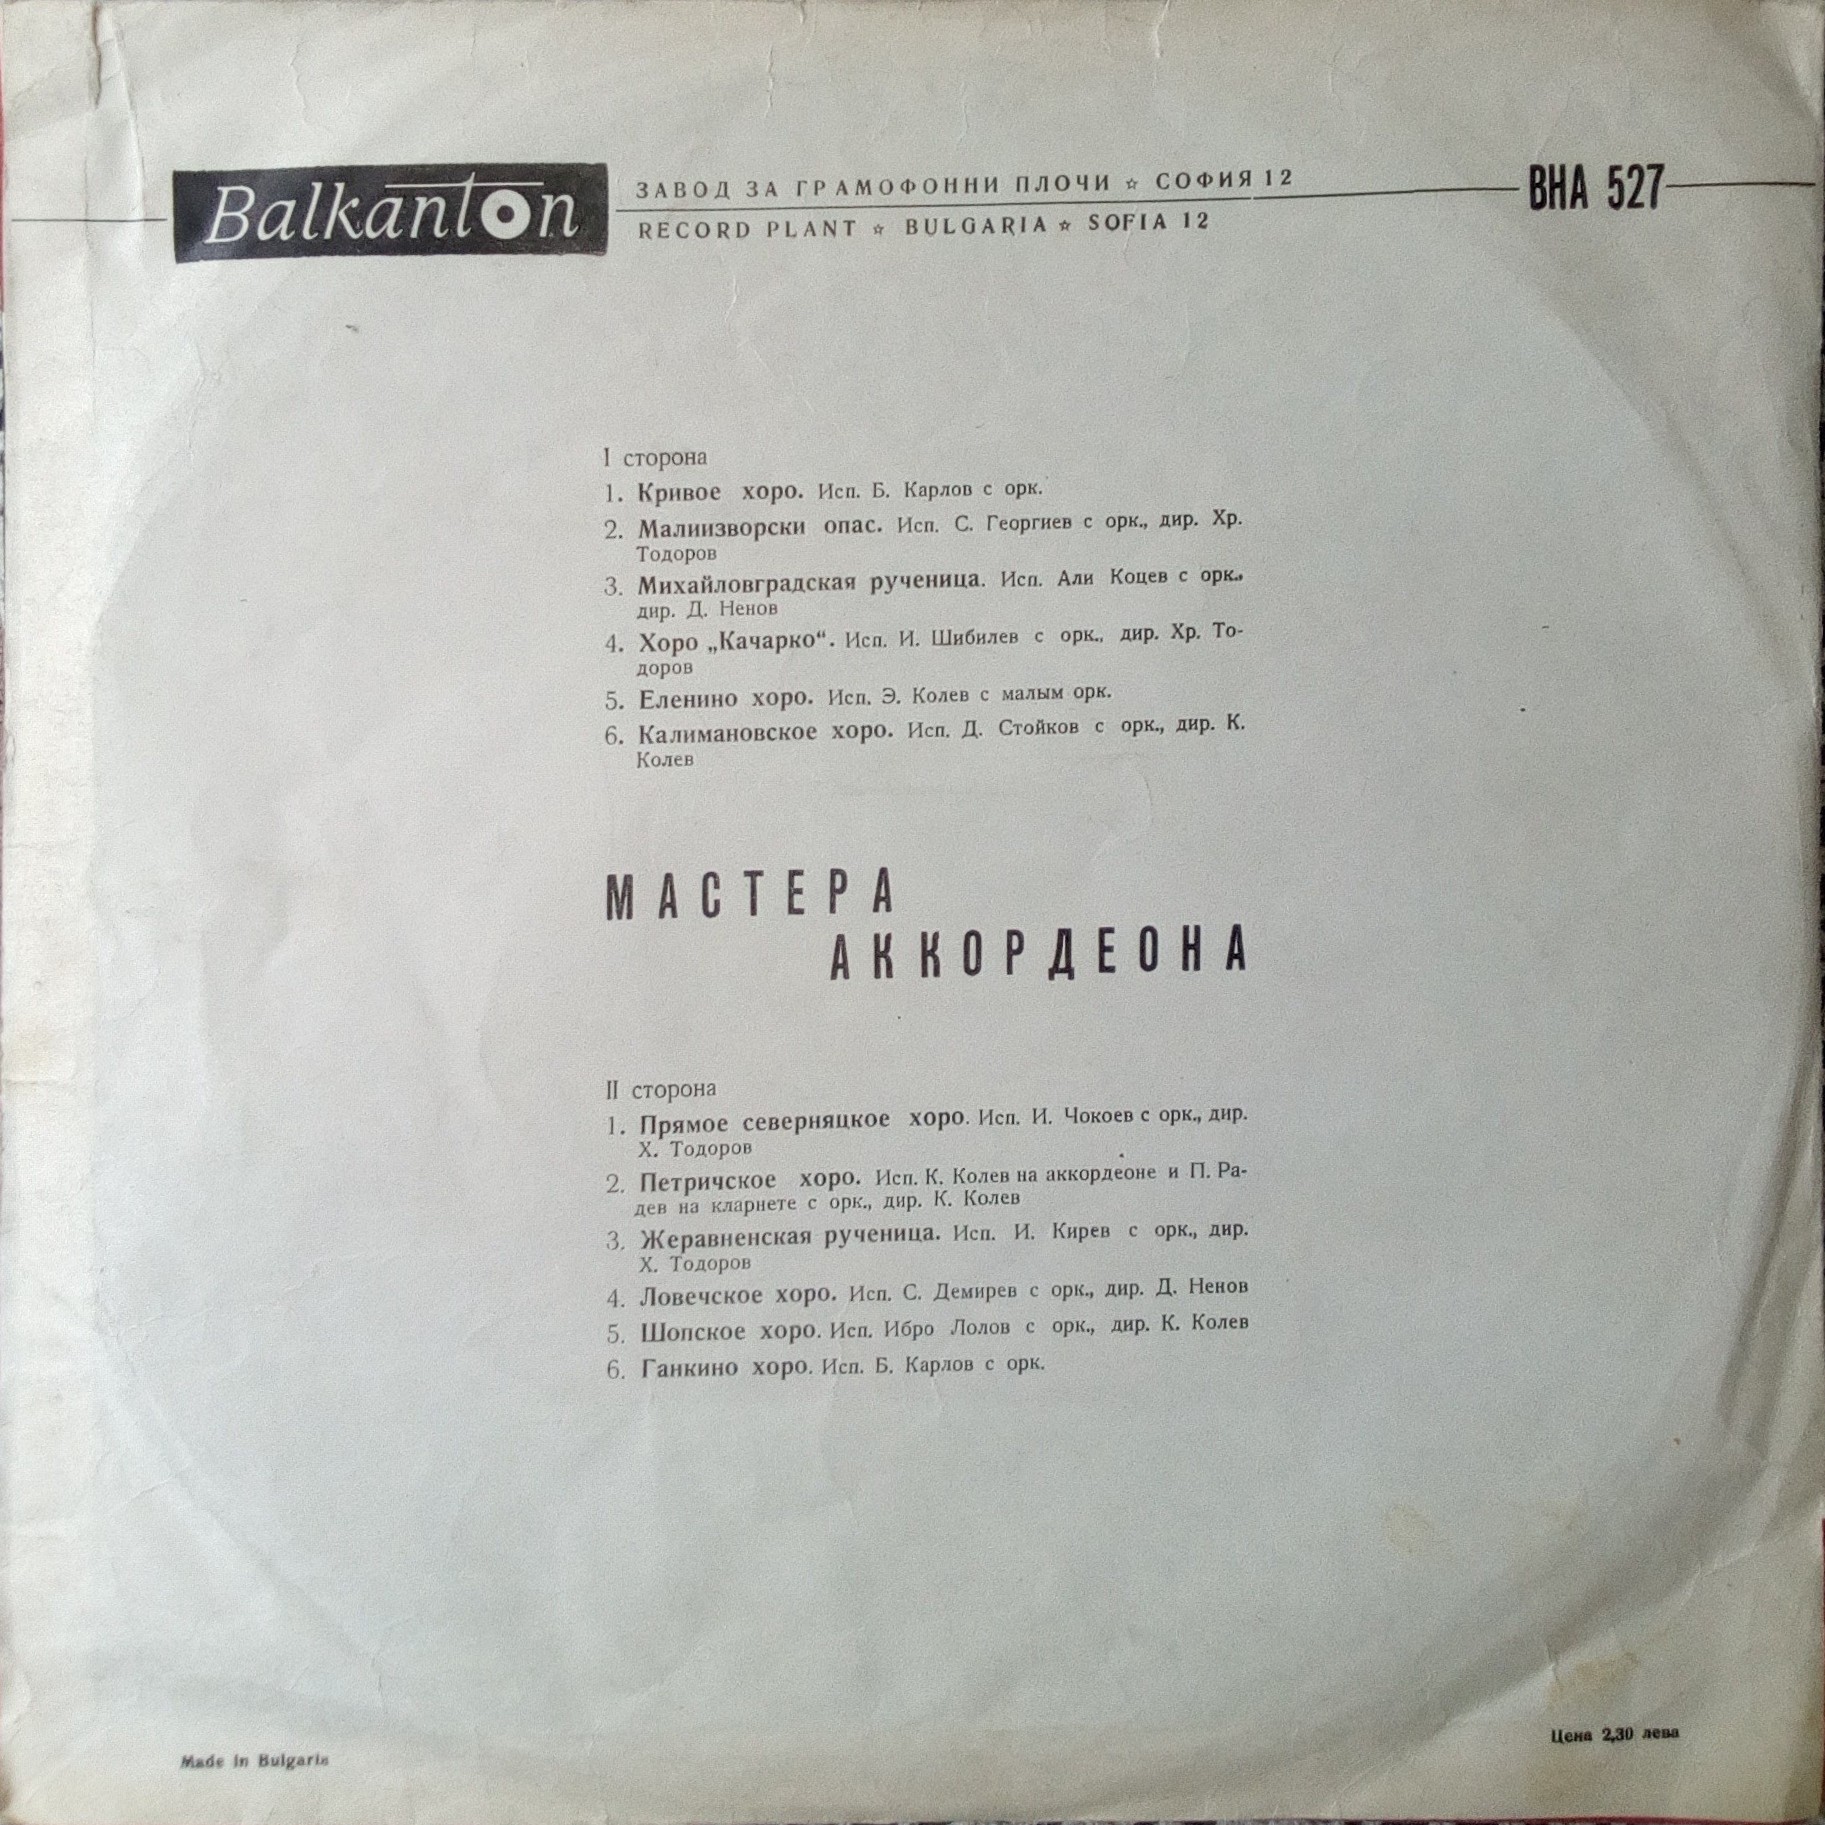 Balkanton
ЗАВОД ЗА ГРАМОФОННИ ПЛОЧИ ☆ СОФИЯ 12
RECORD PLANT ☆ BULGARIA ☆ SOFIA 12
ВНА 527
I сторона
1. Кривое хоро. Исп. Б. Карлов с орк.
2. Малиизворски опас. Исп. С. Георгиев с орк., дир. Хр.
Тодоров
3. Михайловградская рученица. Исп. Али Коцев с орк.,
дир. Д. Ненов
4. Хоро „Качарко“. Исп. И. Шибилев с орк., дир. Хр. То-
доров
5. Еленино хоро. Исп. Э. Колев с малым орк.
6. Калимановское хоро. Исп. Д. Стойков с орк., дир. К.
Колев
МАСТЕРА
АККОРДЕОНА
II сторона
1. Прямое северняцкое хоро. Исп. И. Чокоев с орк., дир.
Х. Тодоров
2. Петричское хоро. Исп. К. Колев на аккордеоне и П. Ра-
дев на кларнете с орк., дир. К. Колев
3. Жеравненская рученица. Исп. И. Кирев с орк., дир.
Х. Тодоров
4. Ловечское хоро. Исп. С. Демирев с орк., дир. Д. Ненов
5. Шопское хоро. Исп. Ибро Лолов с орк., дир. К. Колев
6. Ганкино хоро. Исп. Б. Карлов с орк.
Made in Bulgaria
Цена 2,30 лева